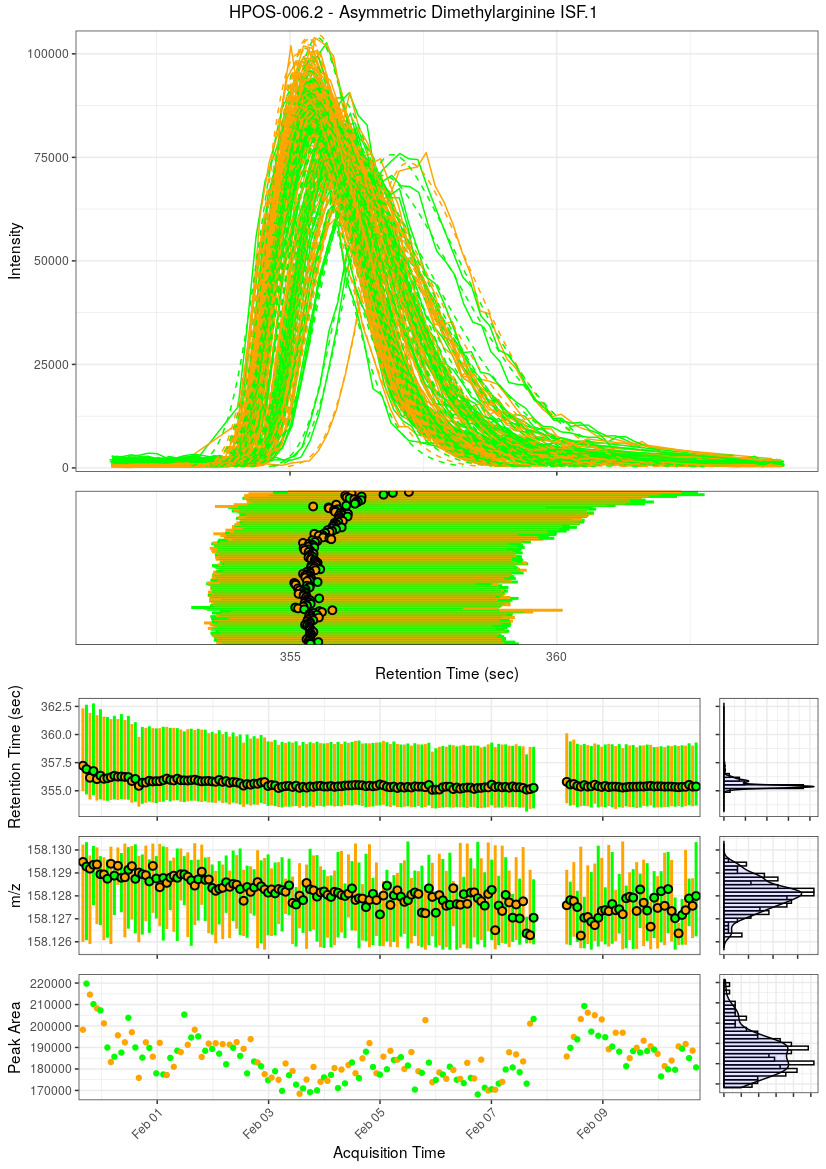 HPOS-006.2 - Asymmetric Dimethylarginine ISF.1
100000
75000
50000
25000
0
Intensity
355
360
Retention Time (sec)
362.5
360.0
357.5
355.0
Retention Time (sec)
158.130
158.129
158.128
158.127
158.126
m/z
220000
210000
200000
190000
180000
170000
Peak Area
Feb 01
Feb 03
Feb 05
Feb 07
Feb 09
Acquisition Time